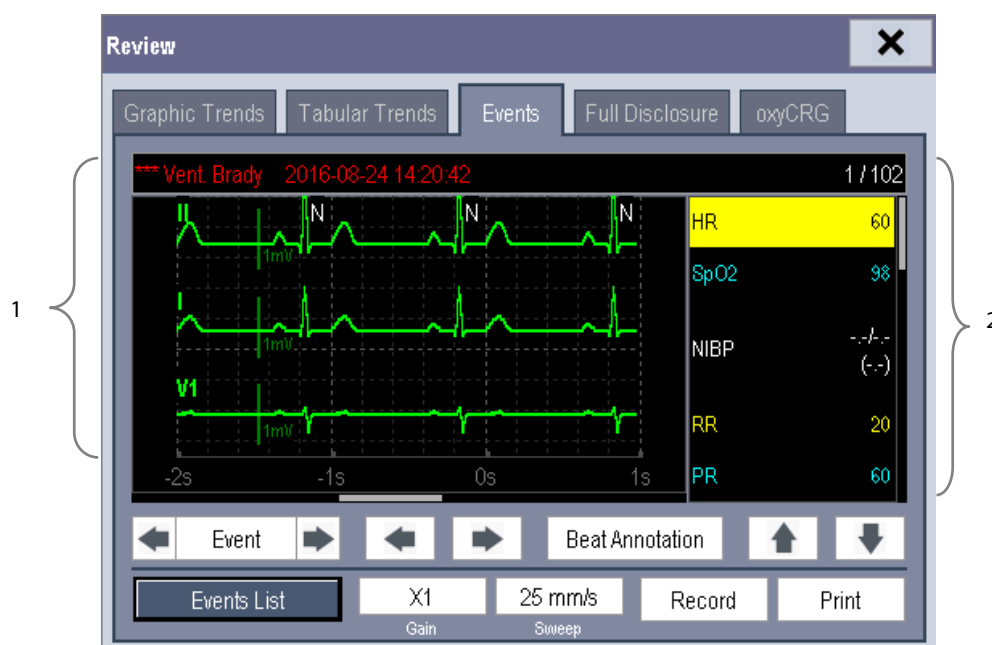 Review
Graphic Trends Tabular Trends Events Full Disclosure oxyCRG
*** Vent. Brady 2016-08-24 14:20:42 1 / 102
II N N N
1mV
HR 60
SpO2 98
I
1mV
NIBP -.-/-.-
(-.-)
V1
1mV
RR 20
-2s -1s 0s 1s
PR 60
1
2
Event Beat Annotation
Events List X1 25 mm/s Record Print
Gain Sweep